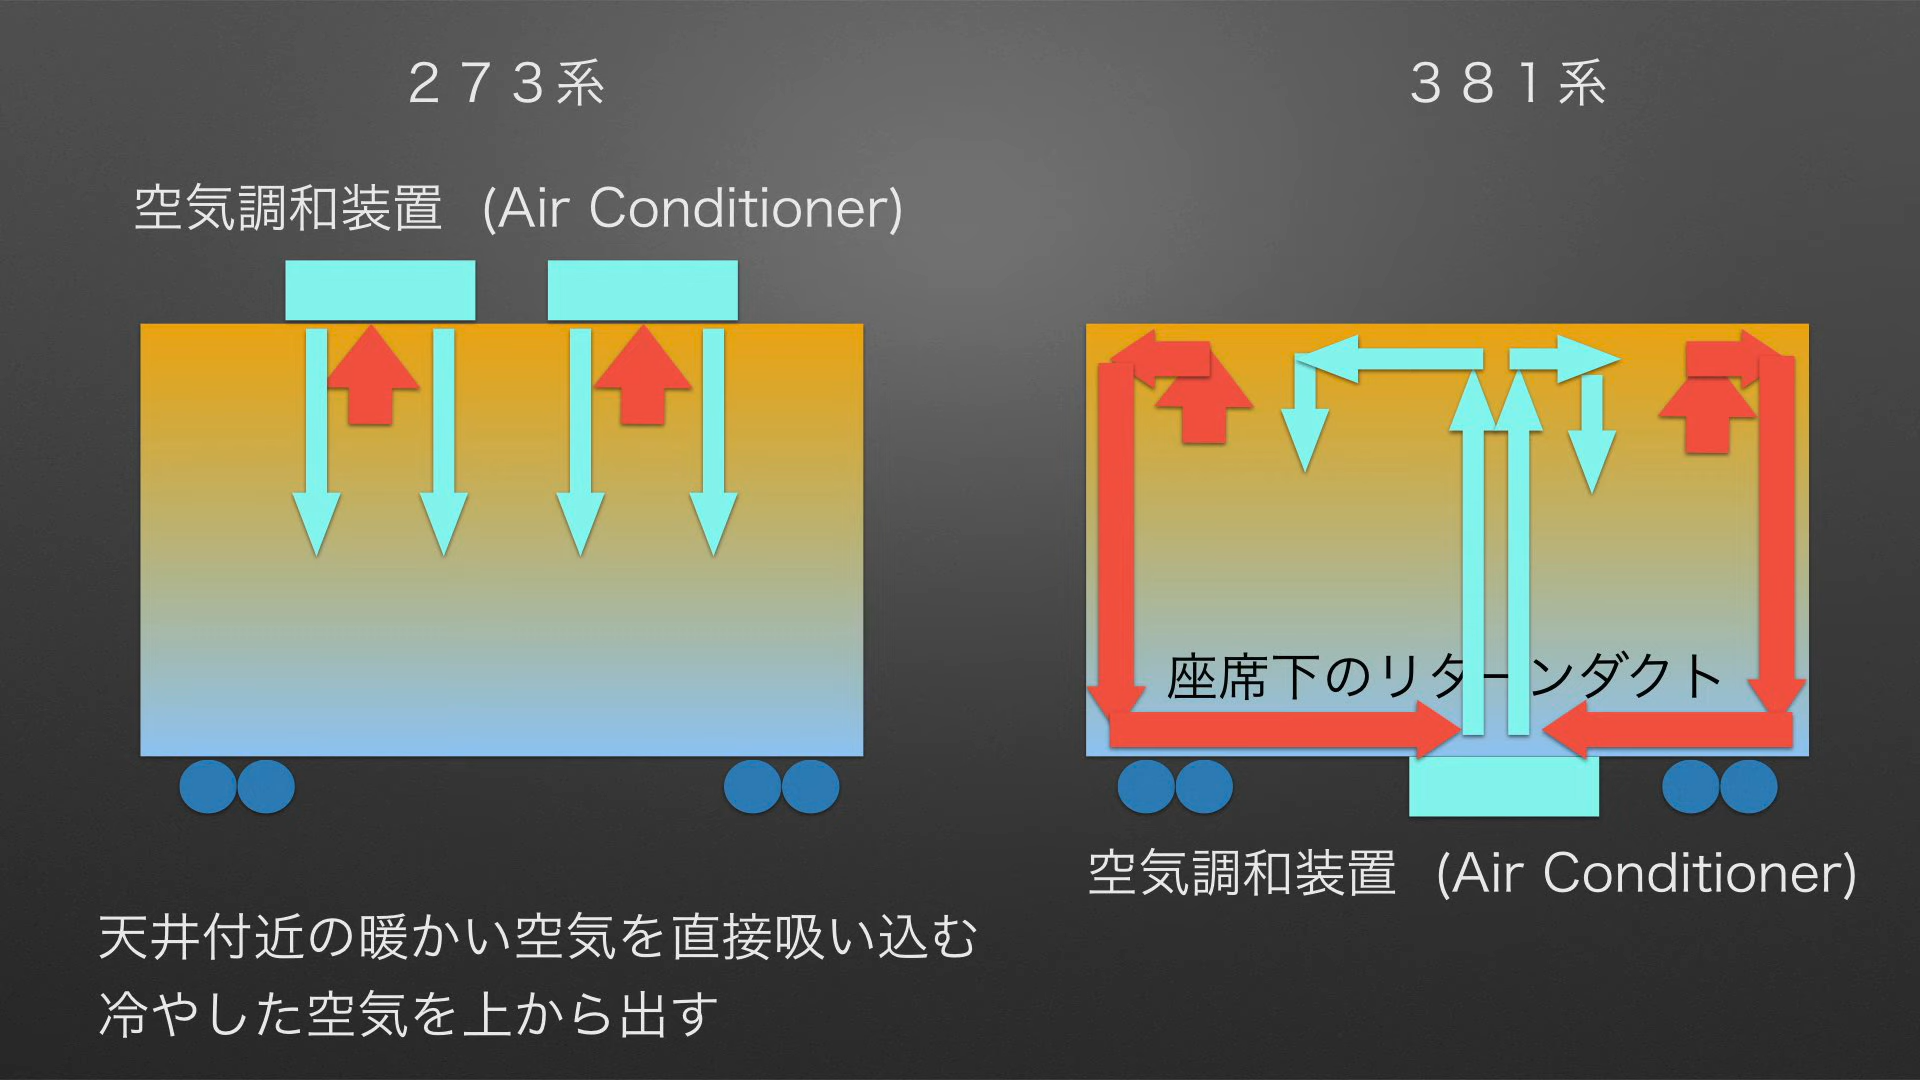 ２７３系
３８１系
空気調和装置 (Air Conditioner)
座席下のリターンダクト
空気調和装置 (Air Conditioner)
天井付近の暖かい空気を直接吸い込む
冷やした空気を上から出す